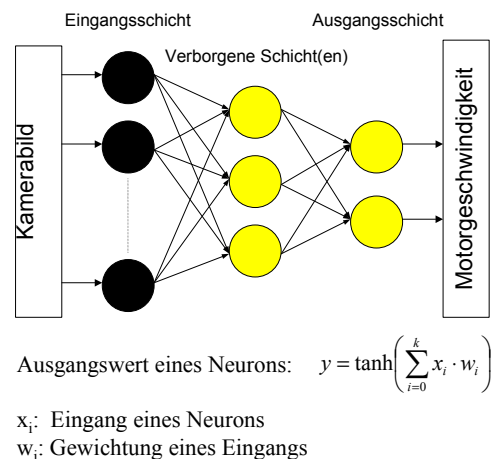 Eingangsschicht
Ausgangsschicht
Verborgene Schicht(en)
Kamerabild
Motorgeschwindigkeit
Ausgangswert eines Neurons: y = tanh(∑_{i=0}^{k} x_i · w_i)
x_i: Eingang eines Neurons
w_i: Gewichtung eines Eingangs